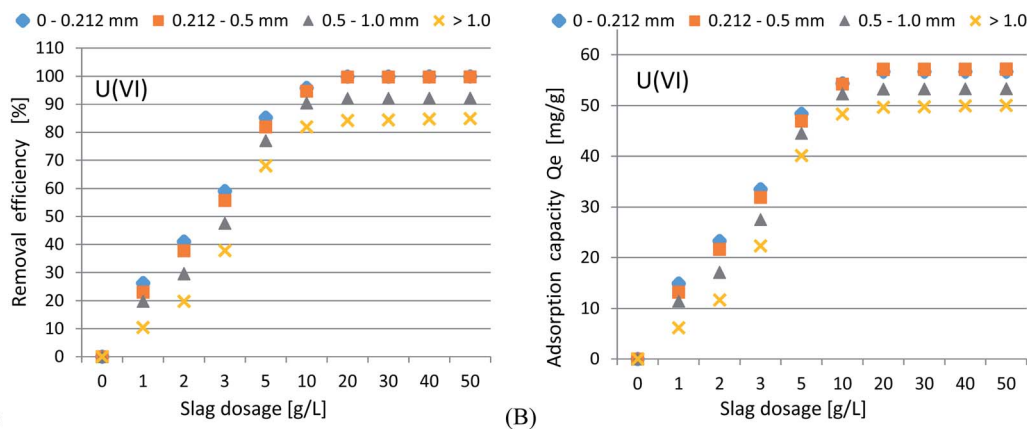 0 - 0.212 mm 0.212 - 0.5 mm 0.5 - 1.0 mm > 1.0
110
100
90
80
70
60
50
40
30
20
10
0
U(VI)
Removal efficiency [%]
0 1 2 3 5 10 20 30 40 50
Slag dosage [g/L]
(B)
0 - 0.212 mm 0.212 - 0.5 mm 0.5 - 1.0 mm > 1.0
60
50
40
30
20
10
0
U(VI)
Adsorption capacity Qe [mg/g]
0 1 2 3 5 10 20 30 40 50
Slag dosage [g/L]